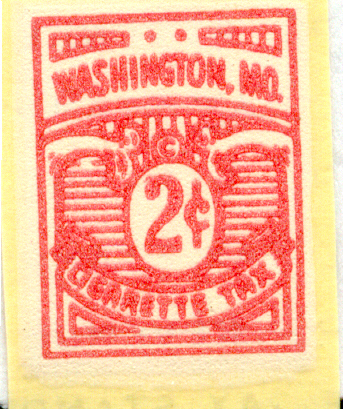 WASHINGTON, MO.
C
2¢
CIGARETTE TAX